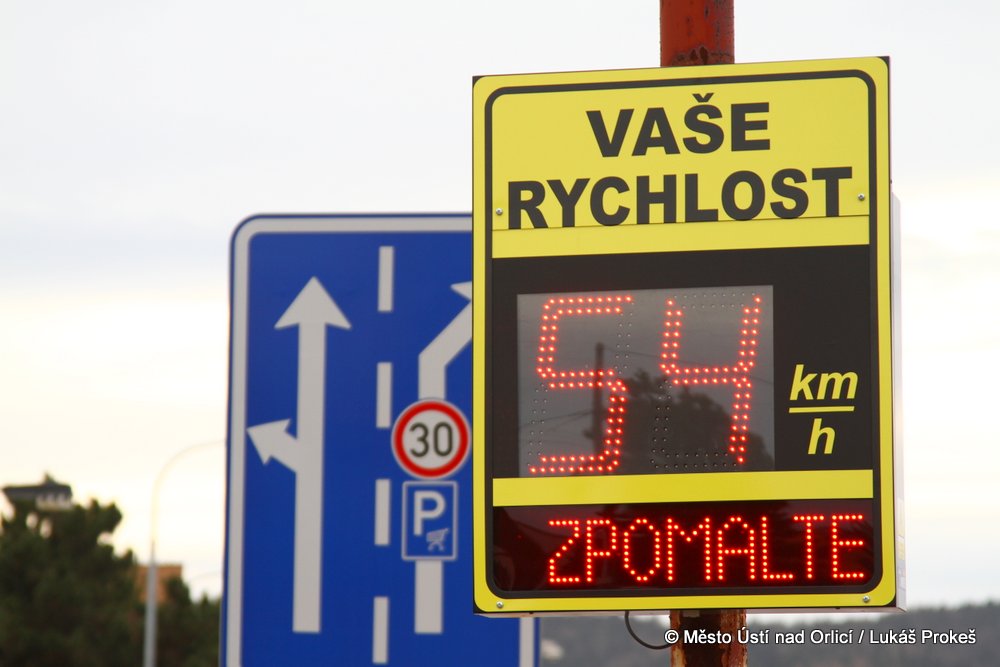 VAŠE
RYCHLOST
54
km
h
ZPOMALTE
30
P
© Město Ústí nad Orlicí / Lukáš Prokeš